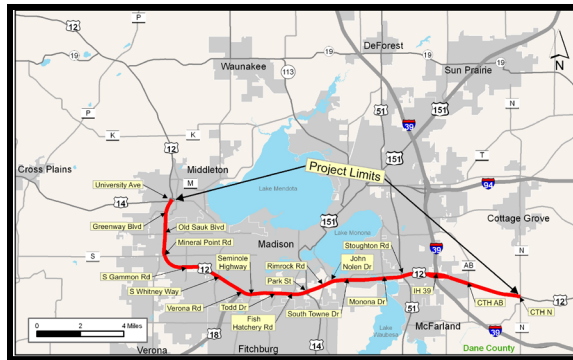 P
12
DeForest
Waunakee
19
19
19
N
Sun Prairie
113
51
151
P
K
K
39
12
151
N
Cross Plains
M
Middleton
University Ave
Project Limits
T
94
14
Lake Mendota
Greenway Blvd
Old Sauk Blvd
151
Cottage Grove
Mineral Point Rd
Madison
Lake Monona
Stoughton Rd
39
N
S
Seminole
Highway
Rimrock Rd
John
Nolen Dr
AB
S Gammon Rd
12
Park St
12
S Whitney Way
Monona Dr
IH 39
12
Verona Rd
Todd Dr
South Towne Dr
CTH AB
CTH N
Fish
Hatchery Rd
Lake
Waubesa
51
McFarland
0 2 4 Miles
18
14
39
Verona
Fitchburg
Dane County